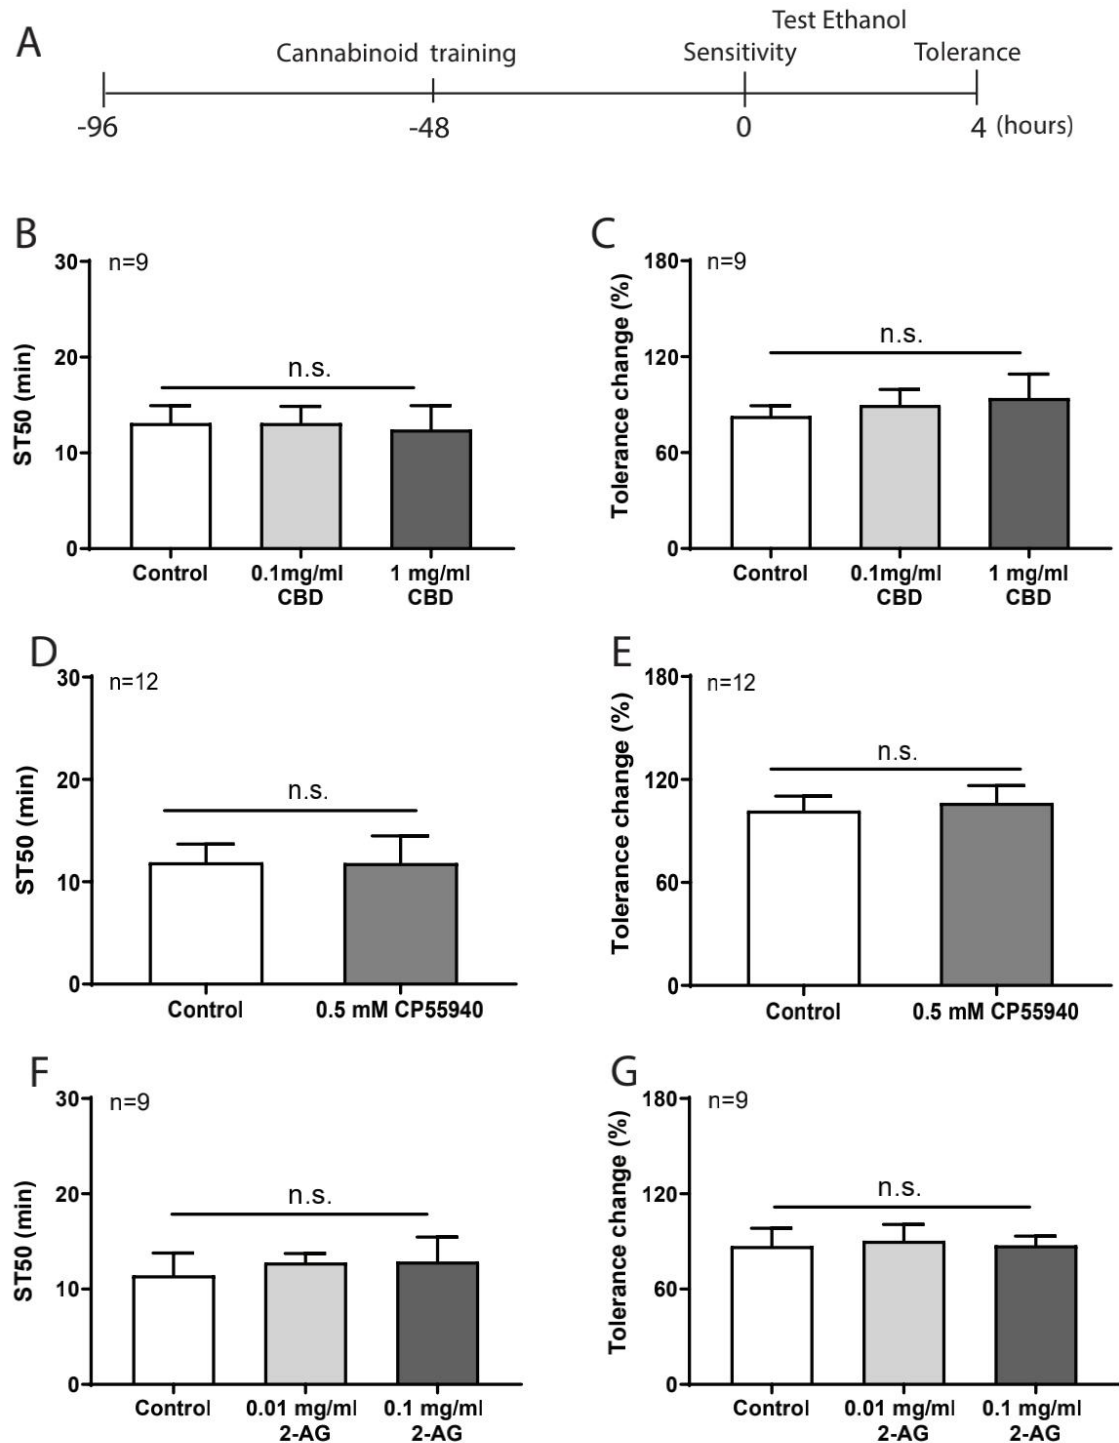 A
Test Ethanol
Cannabinoid training Sensitivity Tolerance
-96 -48 0 4 (hours)
B
n=9
30
20
10
0
ST50 (min)
n.s.
Control 0.1mg/ml 1 mg/ml
CBD CBD
C
n=9
180
120
60
0
Tolerance change (%)
n.s.
Control 0.1mg/ml 1 mg/ml
CBD CBD
D
n=12
30
20
10
0
ST50 (min)
n.s.
Control 0.5 mM CP55940
E
n=12
180
120
60
0
Tolerance change (%)
n.s.
Control 0.5 mM CP55940
F
n=9
30
20
10
0
ST50 (min)
n.s.
Control 0.01 mg/ml 0.1 mg/ml
2-AG 2-AG
G
n=9
180
120
60
0
Tolerance change (%)
n.s.
Control 0.01 mg/ml 0.1 mg/ml
2-AG 2-AG